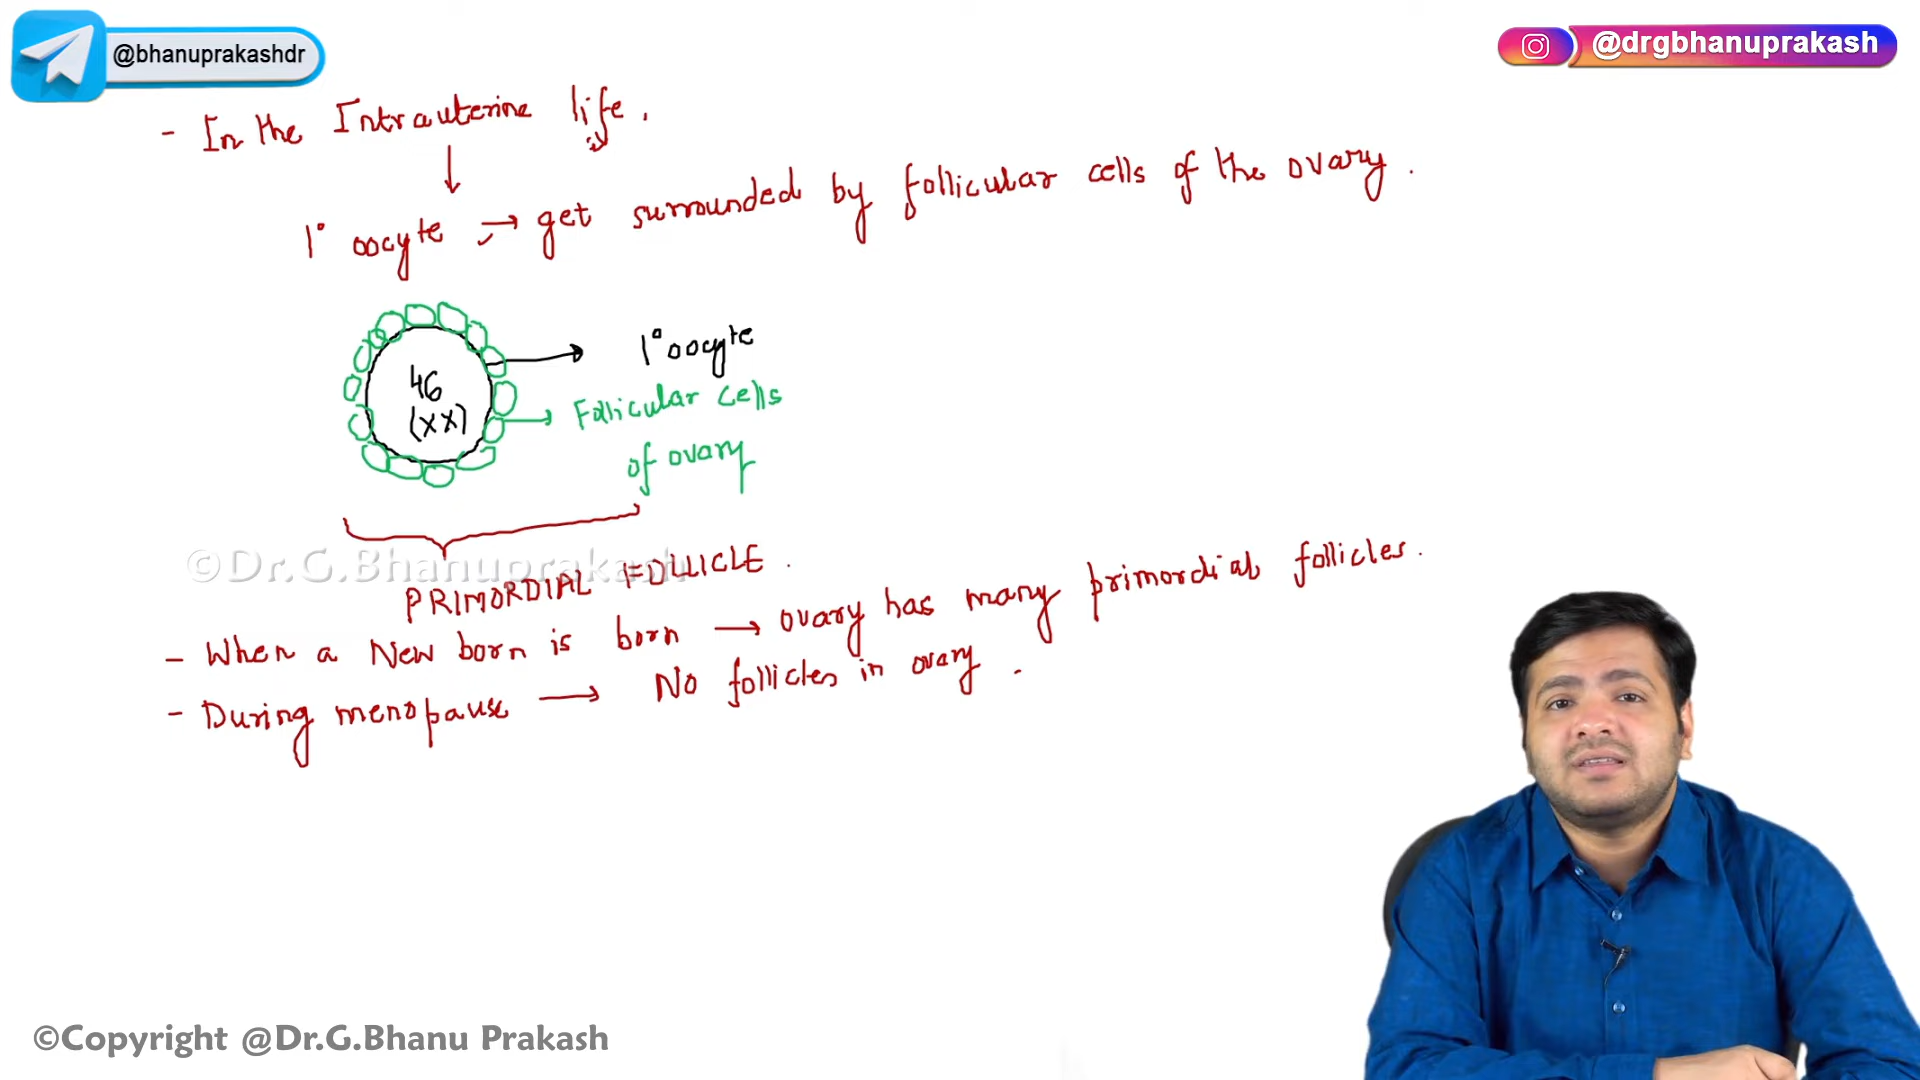 @bhanuprakashdr
@drgbhanuprakash
- In the Intrauterine life.
1° oocyte → get surrounded by follicular cells of the ovary.
46
(XX)
1° oocyte
Follicular cells
of ovary
©Dr.G.Bhanuprakash
PRIMORDIAL FOLLICLE.
- When a New born is born → ovary has many primordial follicles.
- During menopause → No follicles in ovary.
©Copyright @Dr.G.Bhanu Prakash